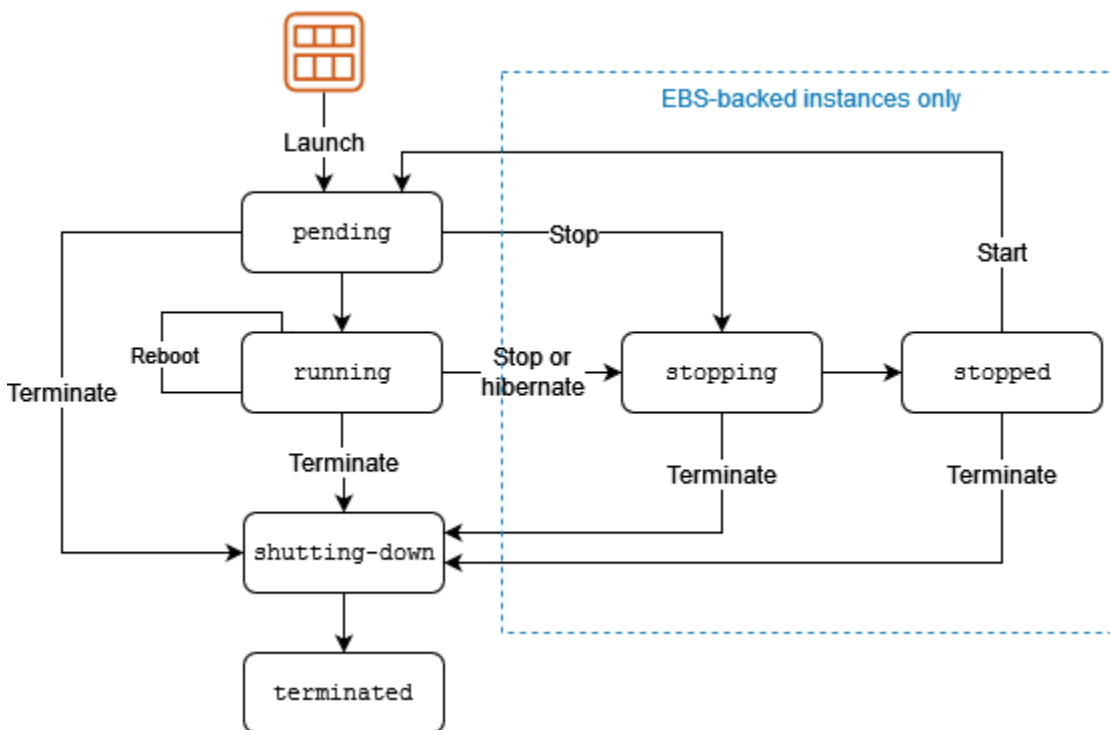 EBS-backed instances only
Launch
pending
Stop
Start
Reboot
running
Stop or
hibernate
stopping
stopped
Terminate
Terminate
Terminate
Terminate
shutting-down
terminated